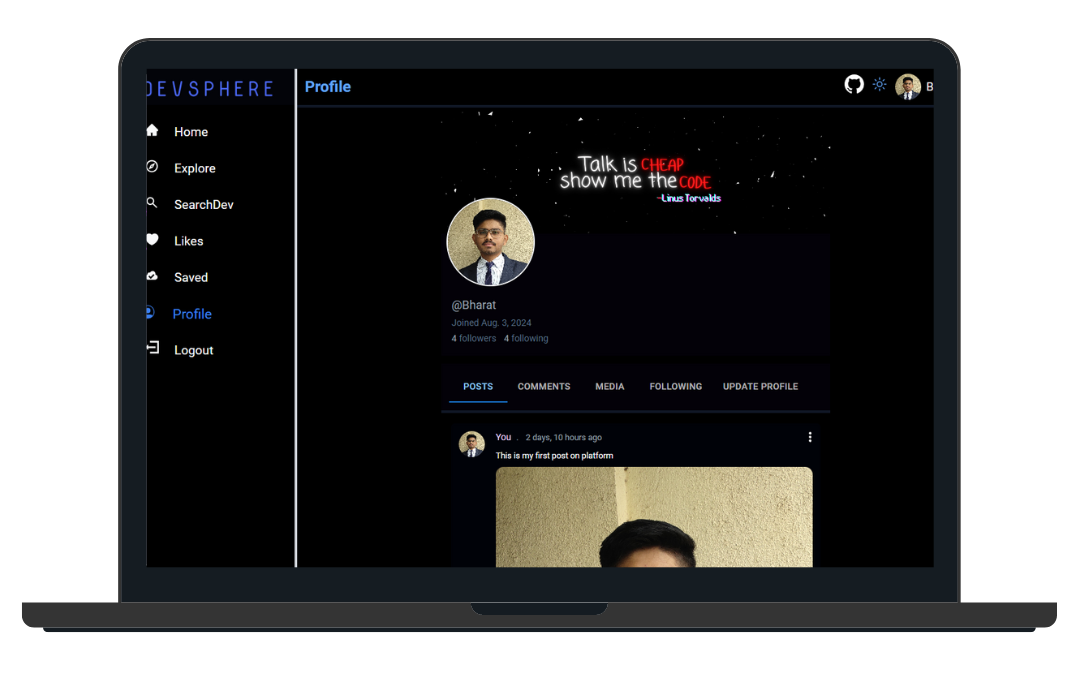 DEVSPHERE
Profile
B
Home
Explore
SearchDev
Likes
Saved
Profile
Logout
Talk is CHEAP
show me the CODE
-Linus Torvalds
@Bharat
Joined Aug. 3, 2024
4 followers 4 following
POSTS COMMENTS MEDIA FOLLOWING UPDATE PROFILE
You . 2 days, 10 hours ago
This is my first post on platform